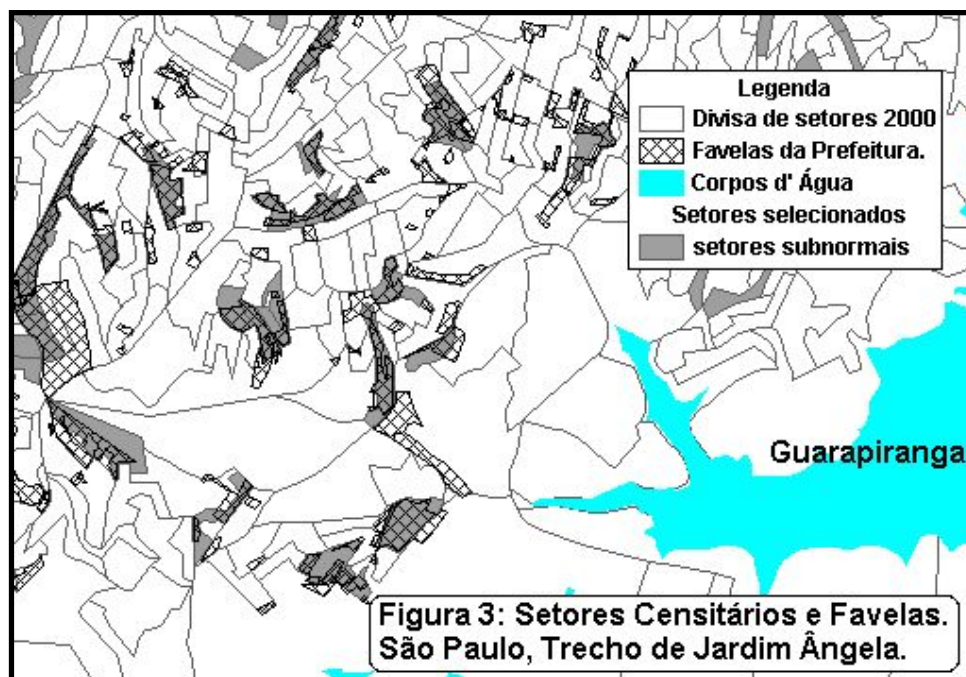 Legenda
Divisa de setores 2000
Favelas da Prefeitura.
Corpos d' Água
Setores selecionados
setores subnormais
Guarapiranga
Figura 3: Setores Censitários e Favelas.
São Paulo, Trecho de Jardim Ângela.